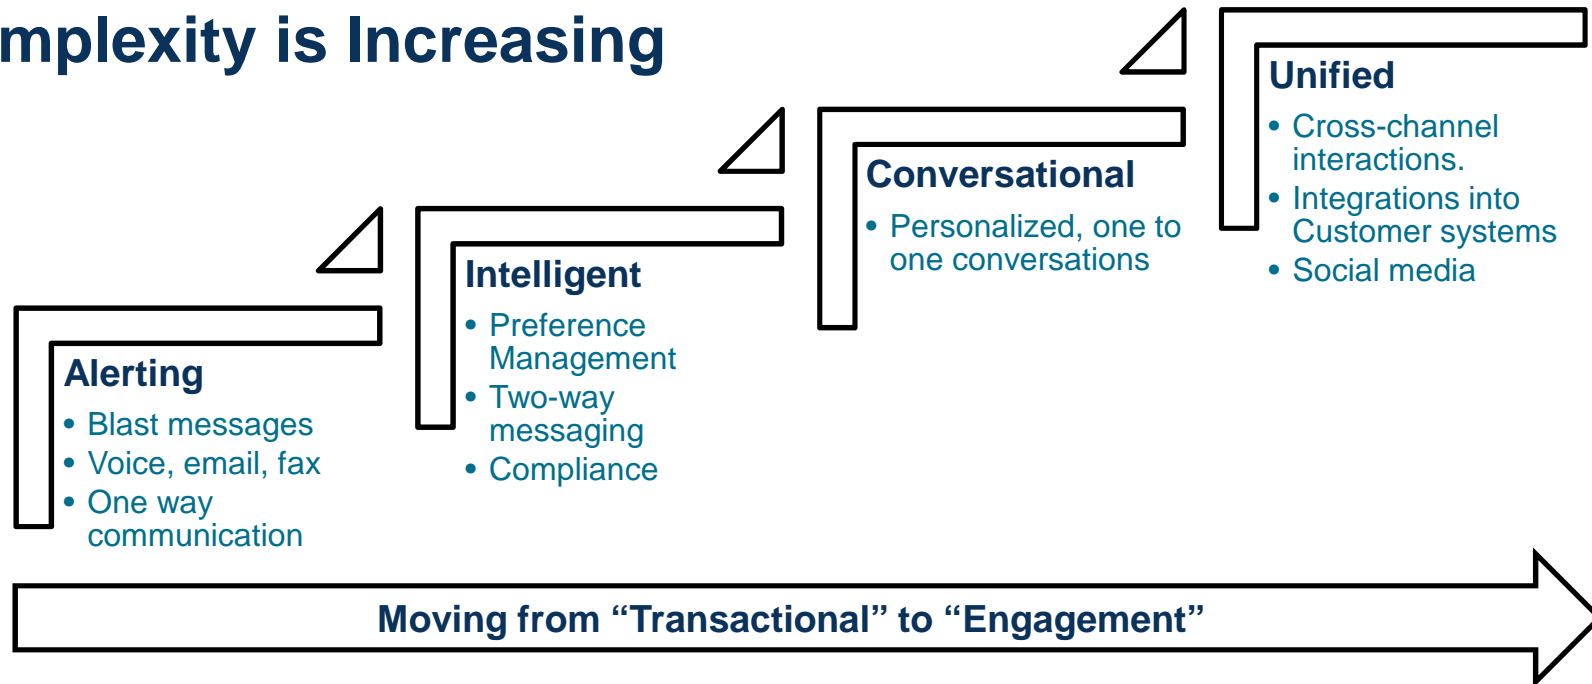 mplexity is Increasing
Alerting
• Blast messages
• Voice, email, fax
• One way
communication
Intelligent
• Preference
Management
• Two-way
messaging
• Compliance
Conversational
• Personalized, one to
one conversations
Unified
• Cross-channel
interactions.
• Integrations into
Customer systems
• Social media
Moving from “Transactional” to “Engagement”